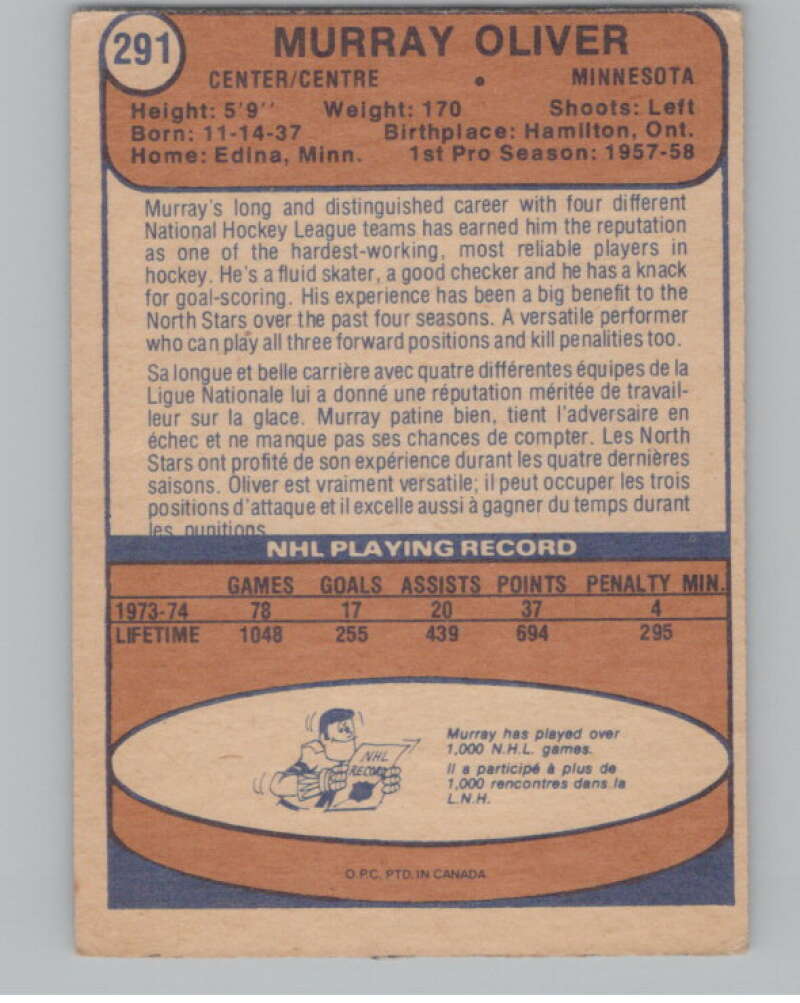 291
MURRAY OLIVER
CENTER/CENTRE • MINNESOTA
Height: 5'9'' Weight: 170 Shoots: Left
Born: 11-14-37 Birthplace: Hamilton, Ont.
Home: Edina, Minn. 1st Pro Season: 1957-58
Murray's long and distinguished career with four different
National Hockey League teams has earned him the reputation
as one of the hardest-working, most reliable players in
hockey. He's a fluid skater, a good checker and he has a knack
for goal-scoring. His experience has been a big benefit to the
North Stars over the past four seasons. A versatile performer
who can play all three forward positions and kill penalities too.
Sa longue et belle carrière avec quatre différentes équipes de la
Ligue Nationale lui a donné une réputation méritée de travail-
leur sur la glace. Murray patine bien, tient l'adversaire en
échec et ne manque pas ses chances de compter. Les North
Stars ont profité de son expérience durant les quatre dernières
saisons. Oliver est vraiment versatile; il peut occuper les trois
positions d'attaque et il excelle aussi à gagner du temps durant
les punitions
NHL PLAYING RECORD
GAMES GOALS ASSISTS POINTS PENALTY MIN.
1973-74 78 17 20 37 4
LIFETIME 1048 255 439 694 295
NHL
RECORD
Murray has played over
1,000 N.H.L. games.
Il a participé à plus de
1,000 rencontres dans la
L.N.H.
O.P.C. PTD. IN CANADA